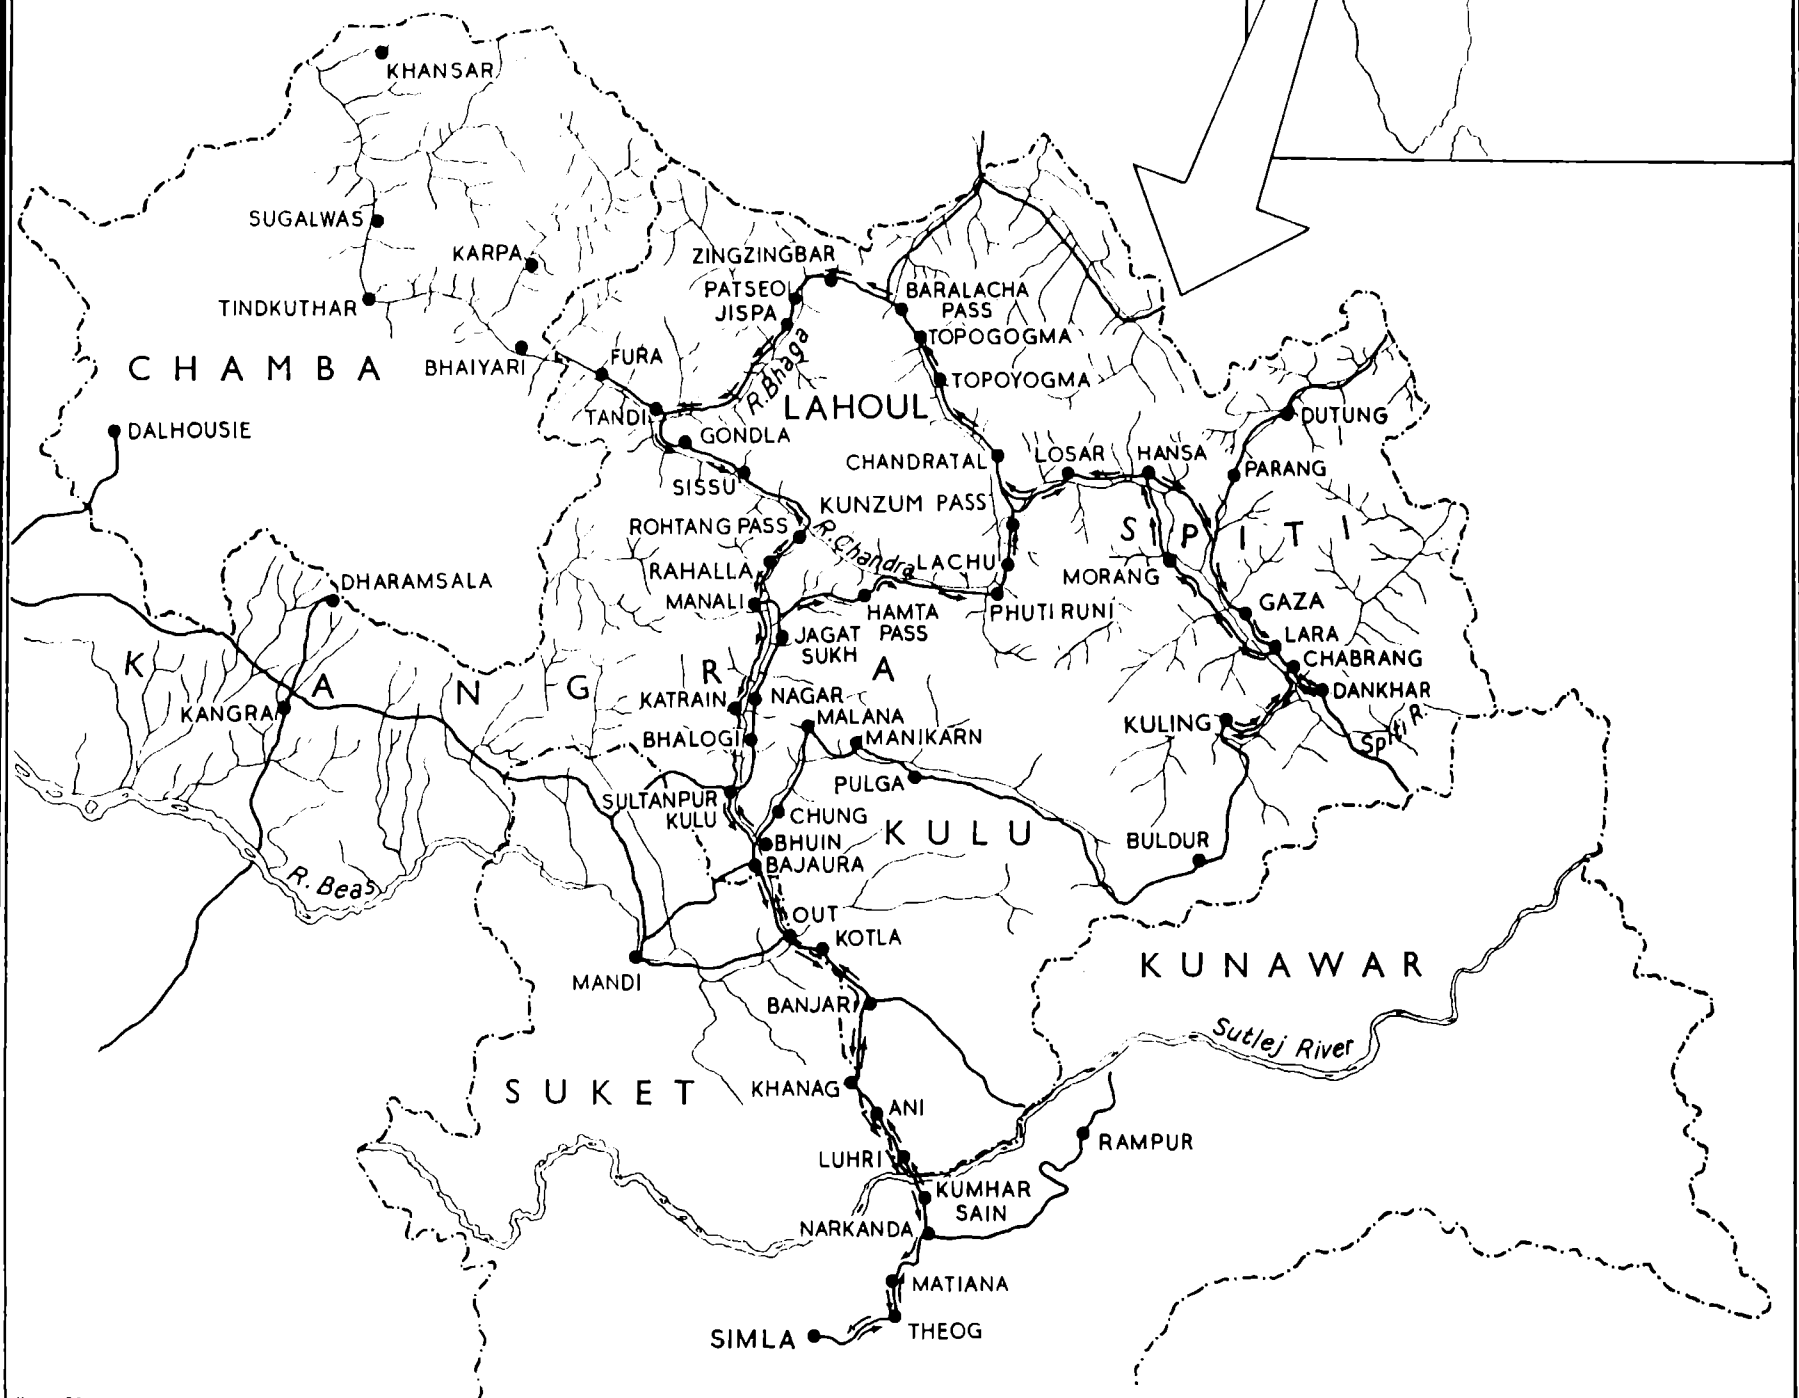 KHANSAR
SUGALWAS
KARPA
ZINGZINGBAR
TINDKUTHAR
PATSEO
JISPA
BARALACHA
PASS
TOPOGOGMA
CHAMBA
BHAIYARI
FURA
R.Bhaga
TOPOYOGMA
LAHOUL
TANDI
DUTUNG
DALHOUSIE
GONDLA
CHANDRATAL
LOSAR
HANSA
PARANG
SISSU
KUNZUM PASS
ROHTANG PASS
R.Chandra
SPITI
RAHALLA
LACHU
MORANG
DHARAMSALA
MANALI
HAMTA
PASS
PHUTI RUNI
GAZA
JAGAT
SUKH
LARA
CHABRANG
KANGRA
DANKHAR
KATRAIN
NAGAR
KANGRA
MALANA
KULING
Spiti R.
BHALOGI
MANIKARN
PULGA
SULTANPUR
KULU
CHUNG
KULU
BHUIN
BULDUR
BAJAURA
R. Beas
OUT
KOTLA
KUNAWAR
MANDI
BANJAR
Sutlej River
SUKET
KHANAG
ANI
RAMPUR
LUHRI
KUMHAR
SAIN
NARKANDA
MATIANA
SIMLA
THEOG